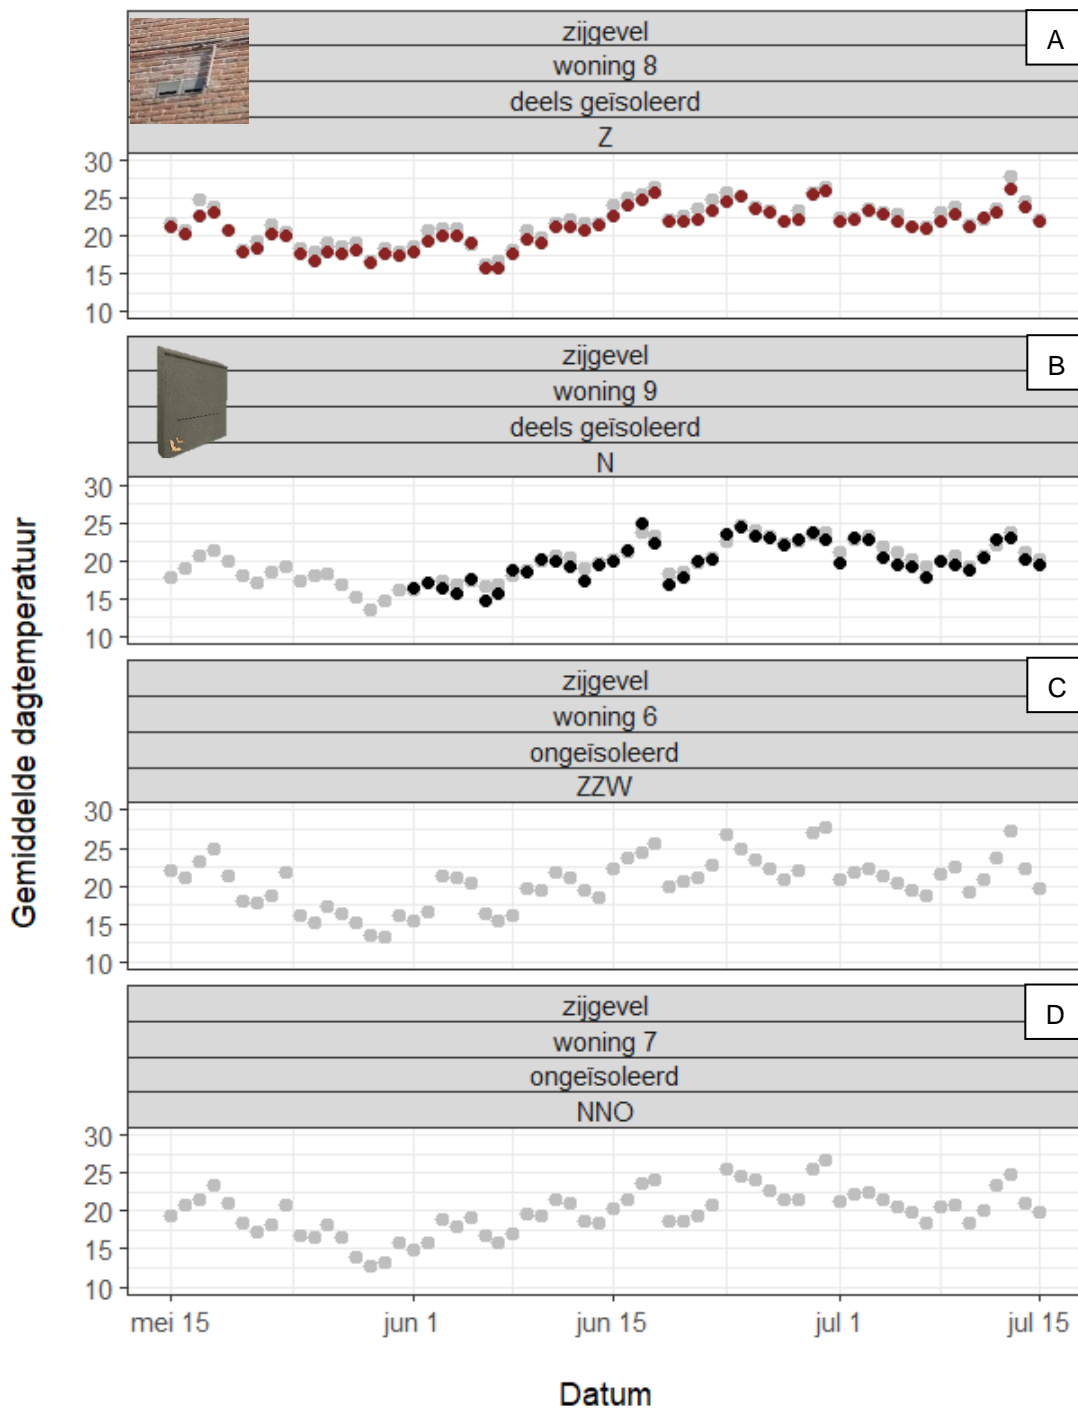 zijgevel
A
woning 8
deels geïsoleerd
Z
30
25
20
15
10
zijgevel
B
woning 9
deels geïsoleerd
N
30
25
20
15
10
zijgevel
C
woning 6
ongeïsoleerd
ZZW
30
25
20
15
10
zijgevel
D
woning 7
ongeïsoleerd
NNO
30
25
20
15
10
Gemiddelde dagtemperatuur
mei 15 jun 1 jun 15 jul 1 jul 15
Datum